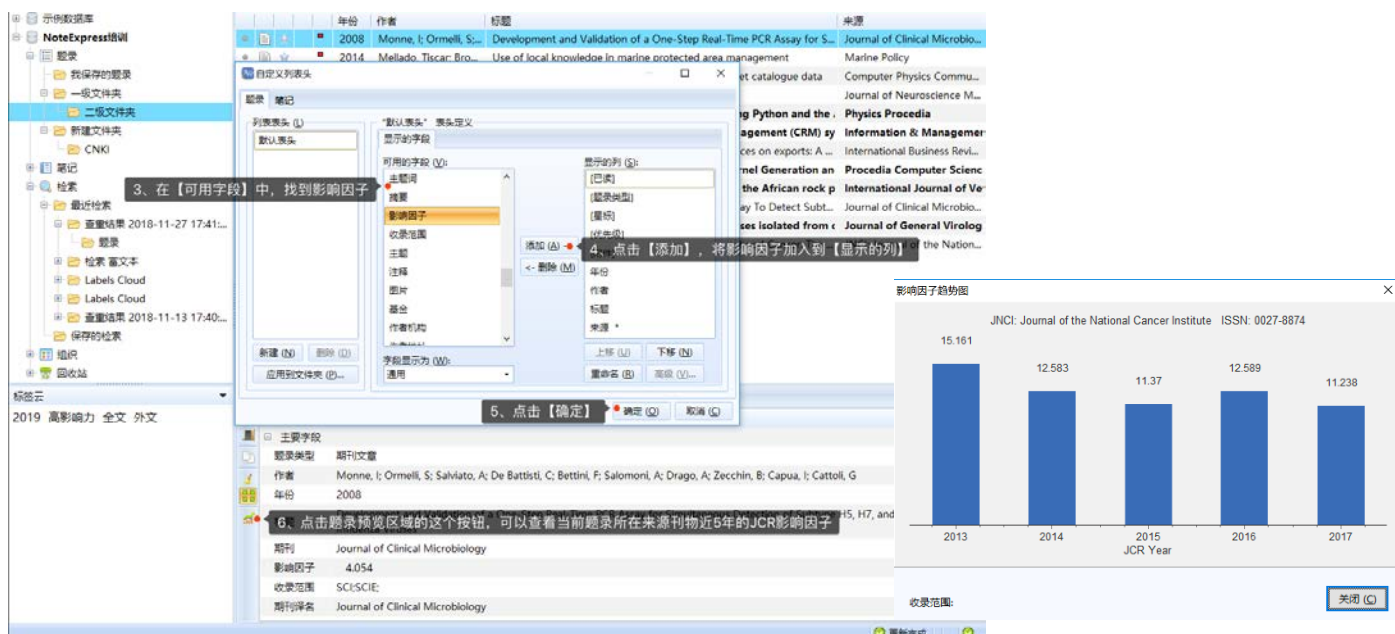 示例数据库
NoteExpress培训
题录
我保存的题录
一级文件夹
二级文件夹
新建文件夹
CNKI
笔记
检索
最近检索
查重结果 2018-11-27 17:41:...
题录
检索 富文本
Labels Cloud
Labels Cloud
查重结果 2018-11-13 17:40:...
保存的检索
组织
回收站
标签云
2019 高影响力 全文 外文
年份 作者 标题 来源
2008 Monne, I; Ormelli, S;... Development and Validation of a One-Step Real-Time PCR Assay for S... Journal of Clinical Microbio...
2014 Mellado, Tiscar; Bro... Use of local knowledge in marine protected area management Marine Policy
et catalogue data Computer Physics Commu...
Journal of Neuroscience M...
ng Python and the . Physics Procedia
agement (CRM) sy Information & Managemer
ces on exports: A ... International Business Revi...
rnel Generation an Procedia Computer Scienc
the African rock p International Journal of Ve
ay To Detect Subt... Journal of Clinical Microbio...
ses isolated from c Journal of General Virolog
of the Nation...
自定义列表头
题录 笔记
列表表头 (L)
默认表头
"默认表头" 表头定义
显示的字段
可用的字段 (V):
主题词
摘要
影响因子
收录范围
主题
注释
图片
基金
作者机构
字段显示为 (W):
通用
添加 (A)
<- 删除 (M)
显示的列 (S):
[已读]
[题录类型]
[星标]
[优先级]
年份
作者
标题
来源 *
新建 (N) 删除 (D)
应用到文件夹 (P)...
上移 (U) 下移 (N)
重命名 (R) 高级 (V)...
确定 (O) 取消 (C)
3、在【可用字段】中，找到影响因子
4、点击【添加】，将影响因子加入到【显示的列】
5、点击【确定】
主要字段
题录类型 期刊文章
作者 Monne, I; Ormelli, S; Salviato, A; De Battisti, C; Bettini, F; Salomoni, A; Drago, A; Zecchin, B; Capua, I; Cattoli, G
年份 2008
6、点击题录预览区域的这个按钮，可以查看当前题录所在来源刊物近5年的JCR影响因子
H5, H7, and
期刊 Journal of Clinical Microbiology
影响因子 4.054
收录范围 SCI;SCIE;
期刊译名 Journal of Clinical Microbiology
更新完成
影响因子趋势图
JNCI: Journal of the National Cancer Institute ISSN: 0027-8874
15.161
12.583
11.37
12.589
11.238
2013 2014 2015 2016 2017
JCR Year
收录范围:
关闭 (C)